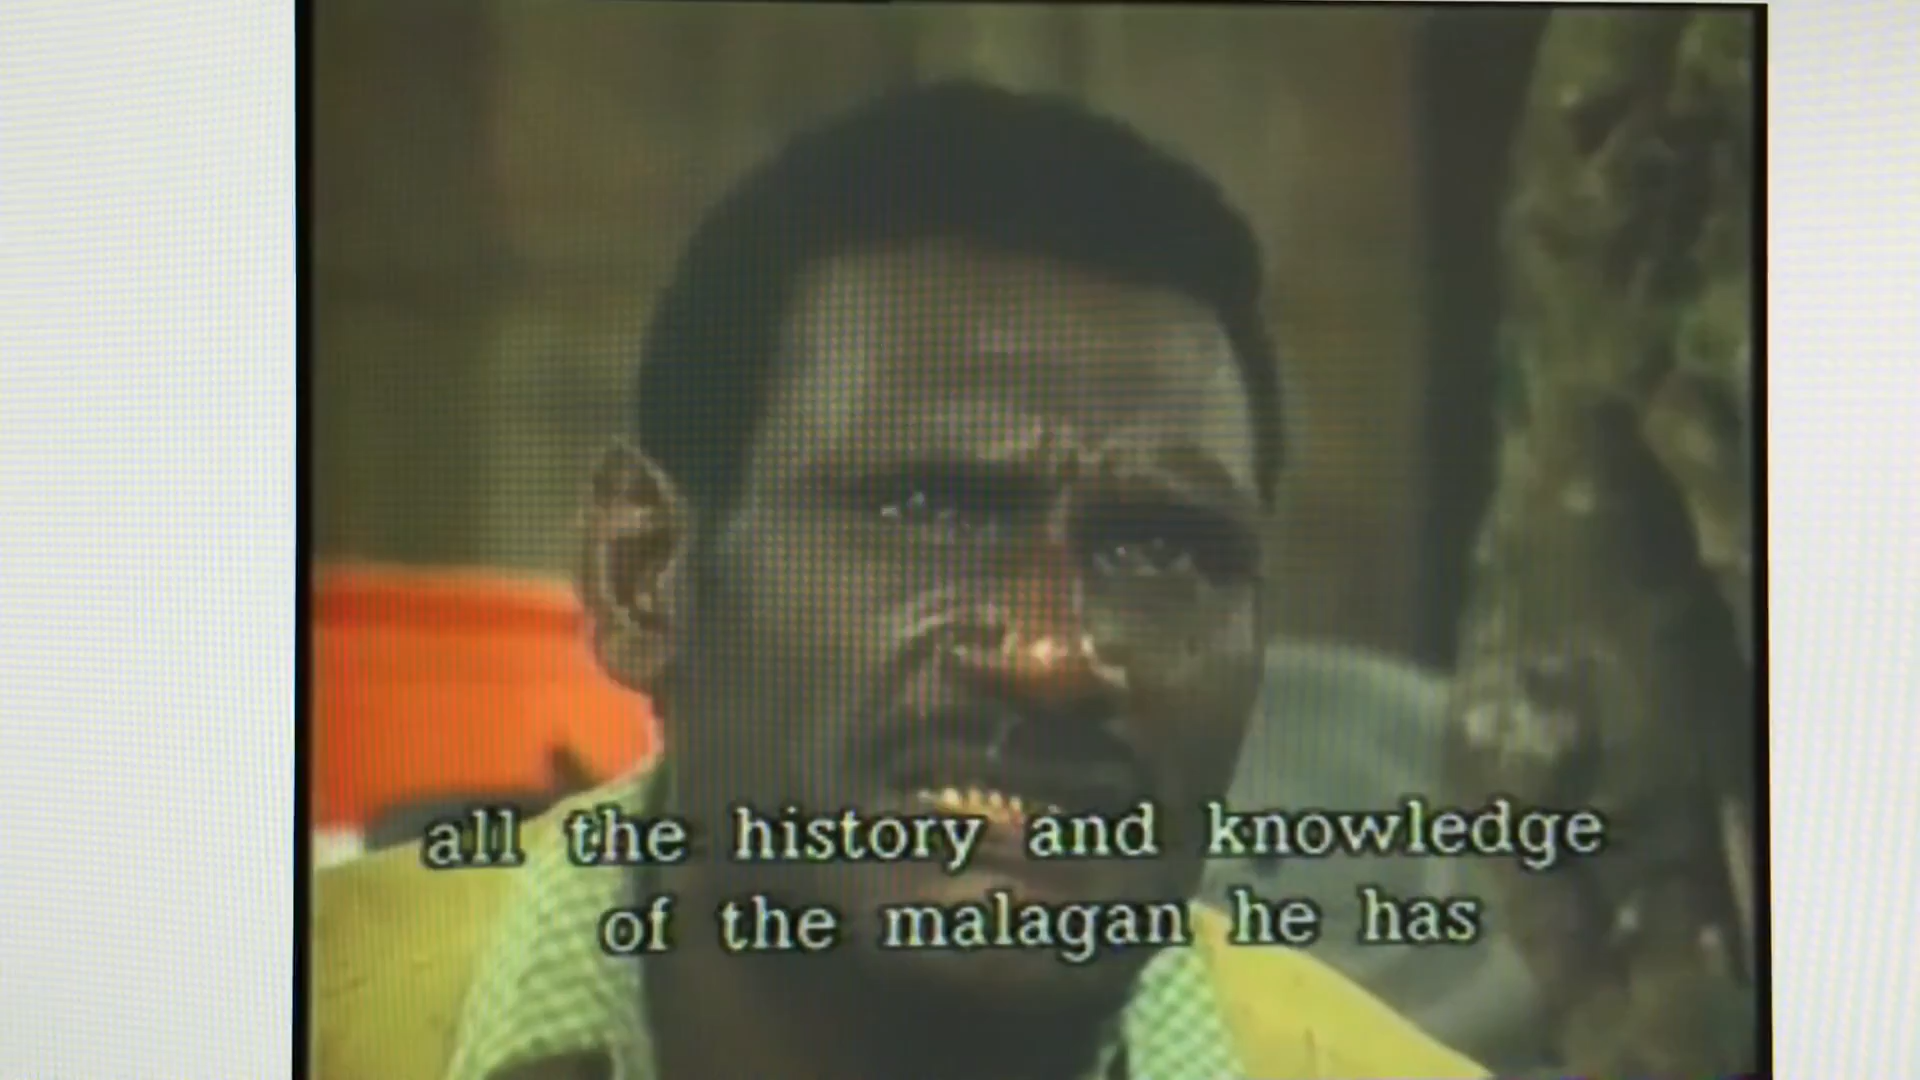 all the history and knowledge
of the malagan he has